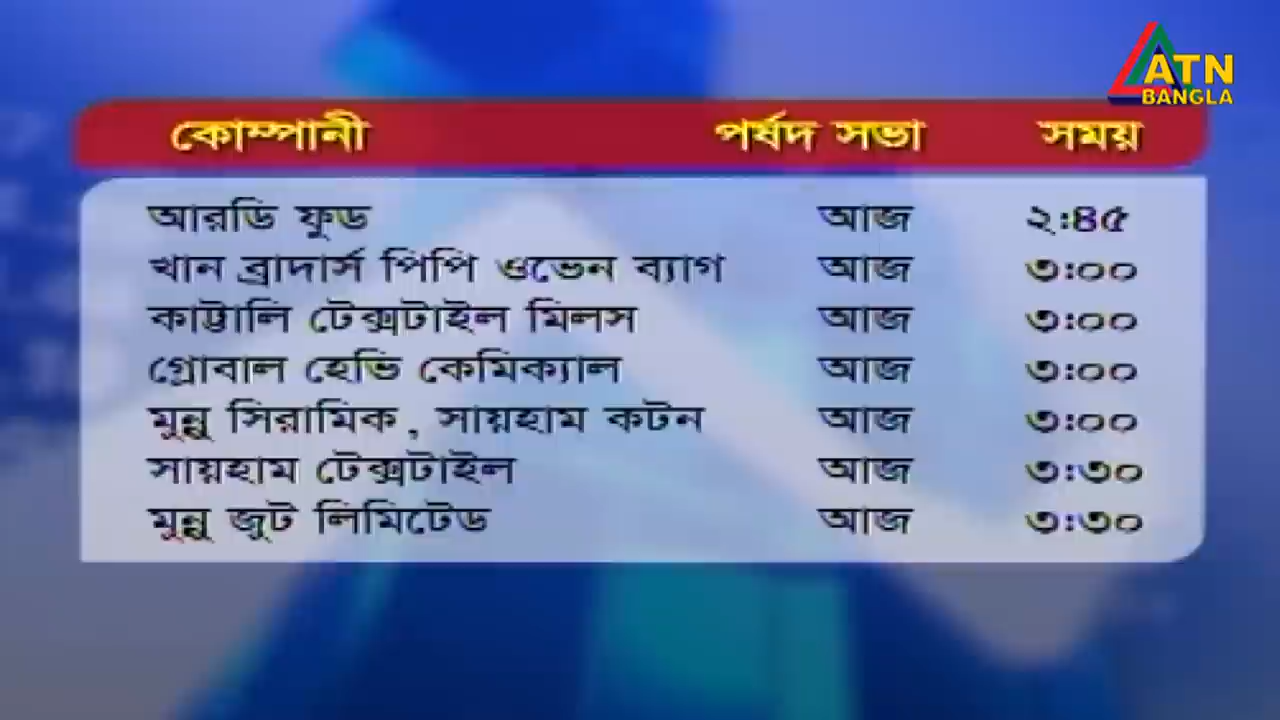 ATN
BANGLA
কোম্পানী পর্ষদ সভা সময়
আরডি ফুড আজ ২:৪৫
খান ব্রাদার্স পিপি ওভেন ব্যাগ আজ ৩:০০
কাট্টালি টেক্সটাইল মিলস আজ ৩:০০
গ্লোবাল হেভি কেমিক্যাল আজ ৩:০০
মুন্নু সিরামিক, সায়হাম কটন আজ ৩:০০
সায়হাম টেক্সটাইল আজ ৩:৩০
মুন্নু জুট লিমিটেড আজ ৩:৩০